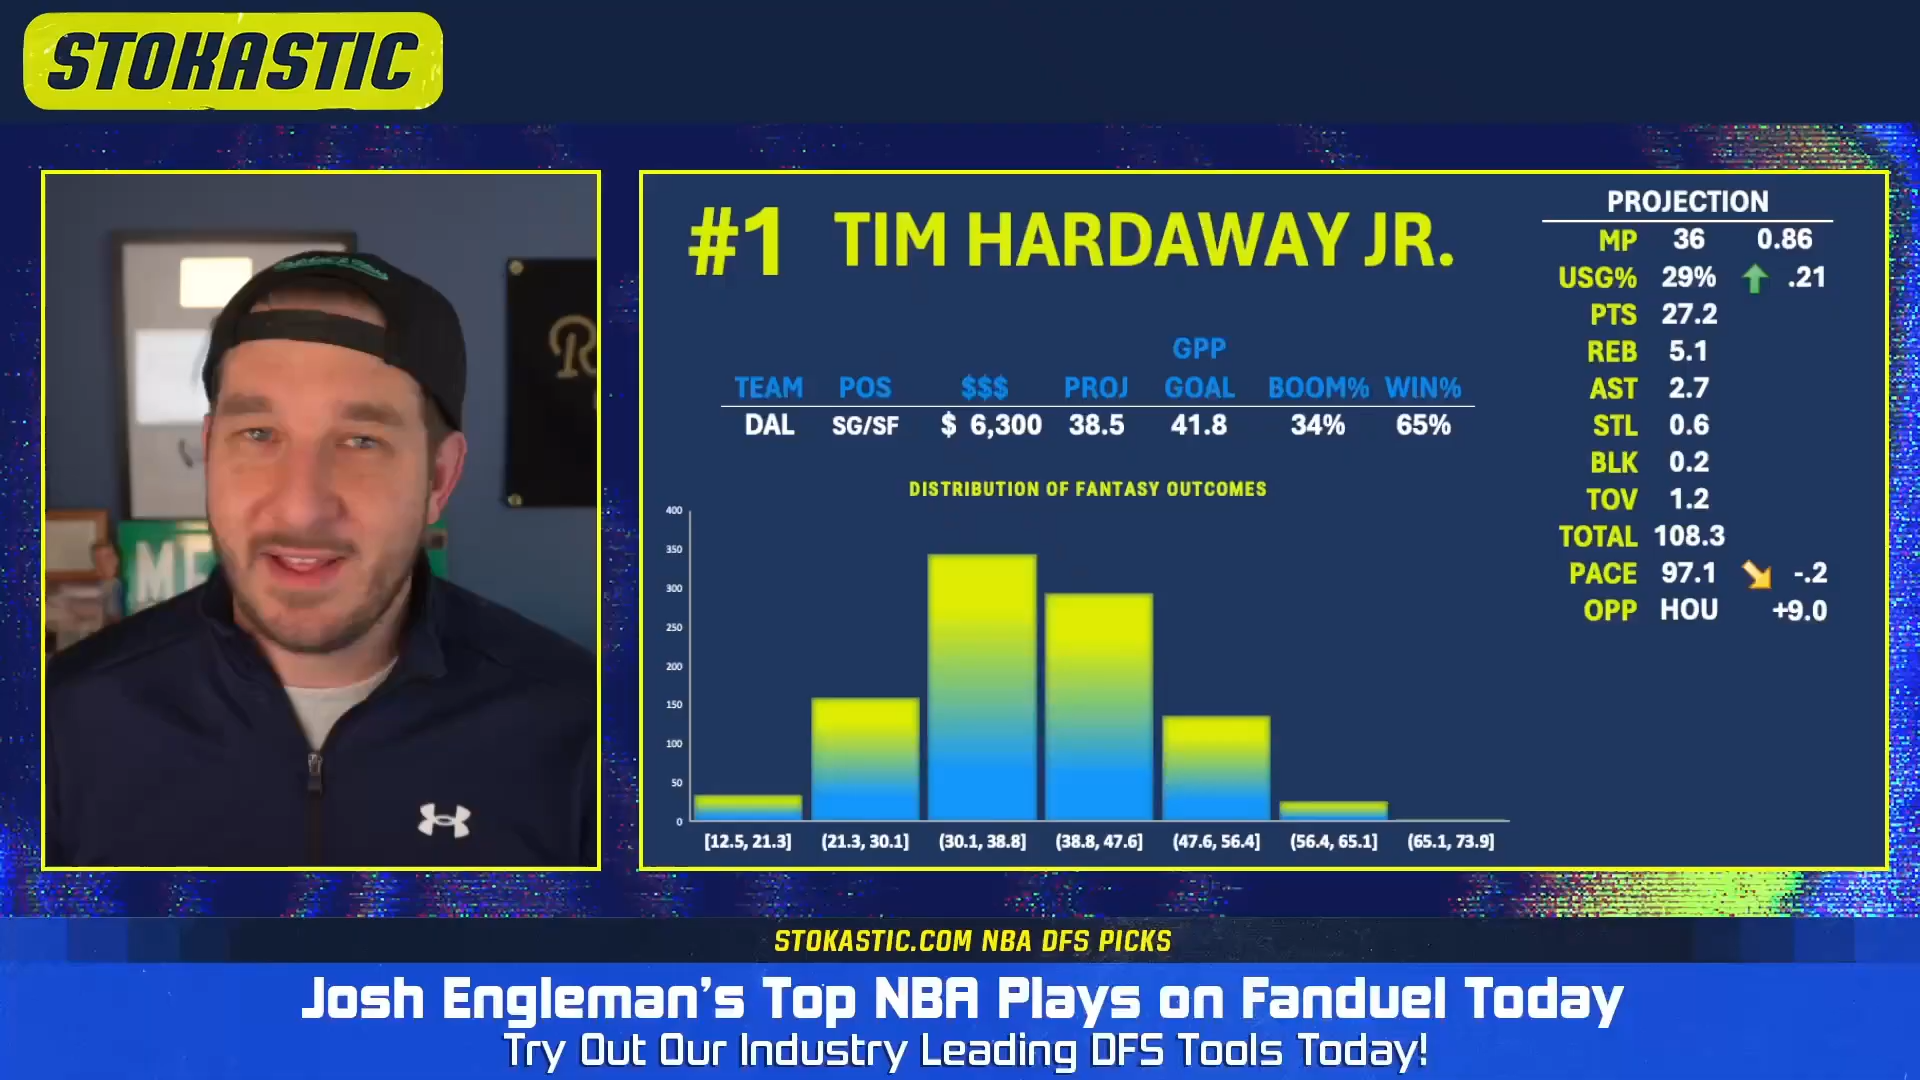 STOKASTIC
#1 TIM HARDAWAY JR.
GPP
TEAM POS $$$ PROJ GOAL BOOM% WIN%
DAL SG/SF $ 6,300 38.5 41.8 34% 65%
DISTRIBUTION OF FANTASY OUTCOMES
400
350
300
250
200
150
100
50
0
[12.5, 21.3] (21.3, 30.1] (30.1, 38.8] (38.8, 47.6] (47.6, 56.4] (56.4, 65.1] (65.1, 73.9]
PROJECTION
MP 36 0.86
USG% 29% .21
PTS 27.2
REB 5.1
AST 2.7
STL 0.6
BLK 0.2
TOV 1.2
TOTAL 108.3
PACE 97.1 -.2
OPP HOU +9.0
STOKASTIC.COM NBA DFS PICKS
Josh Engleman's Top NBA Plays on Fanduel Today
Try Out Our Industry Leading DFS Tools Today!